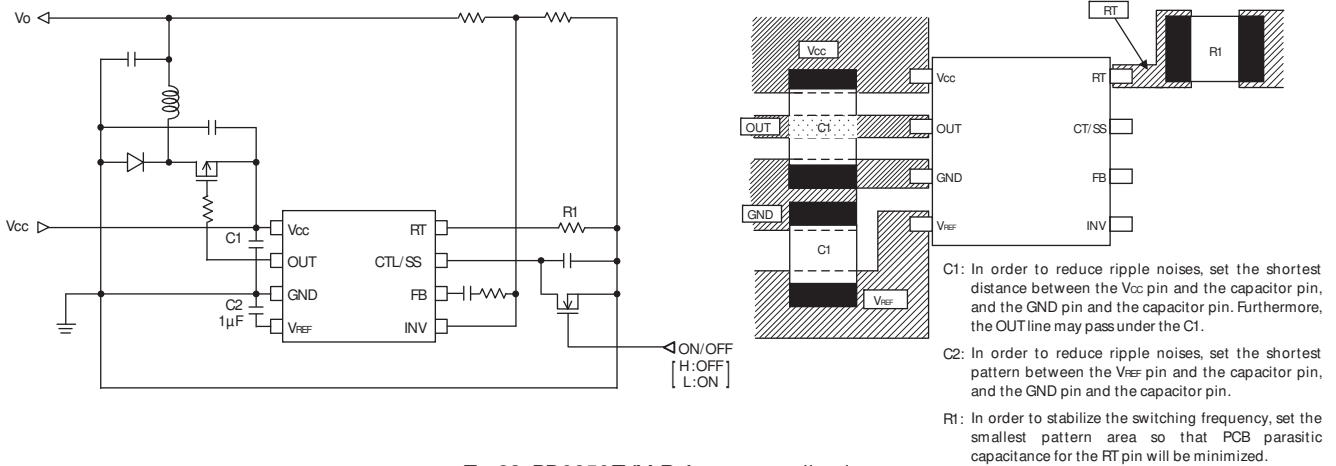 Vo
Vcc
C1
C2
1μF
Vcc
OUT
GND
VREF
RT
CTL/SS
FB
INV
R1
ON/OFF
H:OFF
L:ON
Vcc
OUT
C1
GND
C1
VREF
Vcc
OUT
GND
VREF
RT
CT/SS
FB
INV
RT
R1
C1: In order to reduce ripple noises, set the shortest
distance between the Vcc pin and the capacitor pin,
and the GND pin and the capacitor pin. Furthermore,
the OUT line may pass under the C1.
C2: In order to reduce ripple noises, set the shortest
pattern between the VREF pin and the capacitor pin,
and the GND pin and the capacitor pin.
R1: In order to stabilize the switching frequency, set the
smallest pattern area so that PCB parasitic
capacitance for the RT pin will be minimized.